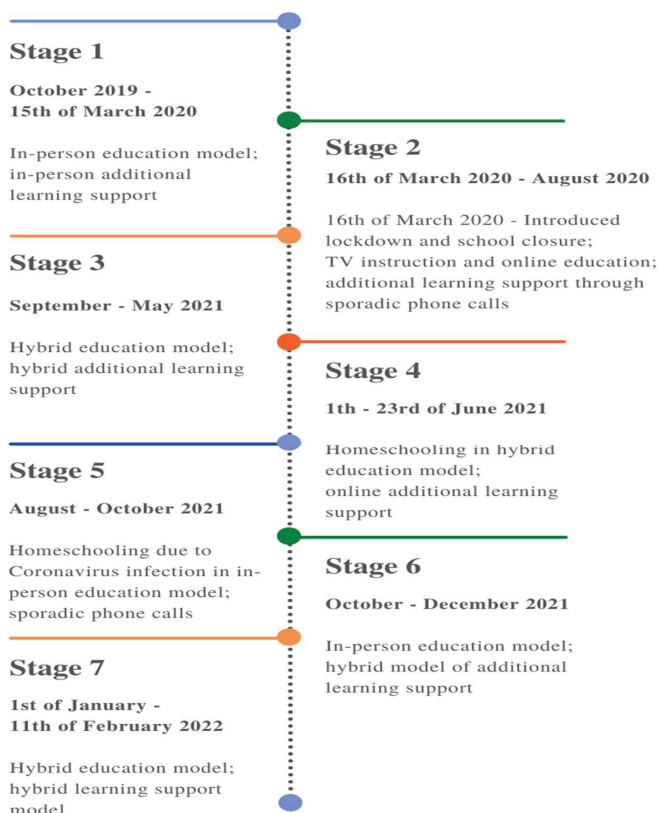 Stage 1
October 2019 -
15th of March 2020
In-person education model;
in-person additional
learning support
Stage 2
16th of March 2020 - August 2020
16th of March 2020 - Introduced
lockdown and school closure;
TV instruction and online education;
additional learning support through
sporadic phone calls
Stage 3
September - May 2021
Hybrid education model;
hybrid additional learning
support
Stage 4
1th - 23rd of June 2021
Homeschooling in hybrid
education model;
online additional learning
support
Stage 5
August - October 2021
Homeschooling due to
Coronavirus infection in in-
person education model;
sporadic phone calls
Stage 6
October - December 2021
In-person education model;
hybrid model of additional
learning support
Stage 7
1st of January -
11th of February 2022
Hybrid education model;
hybrid learning support
model